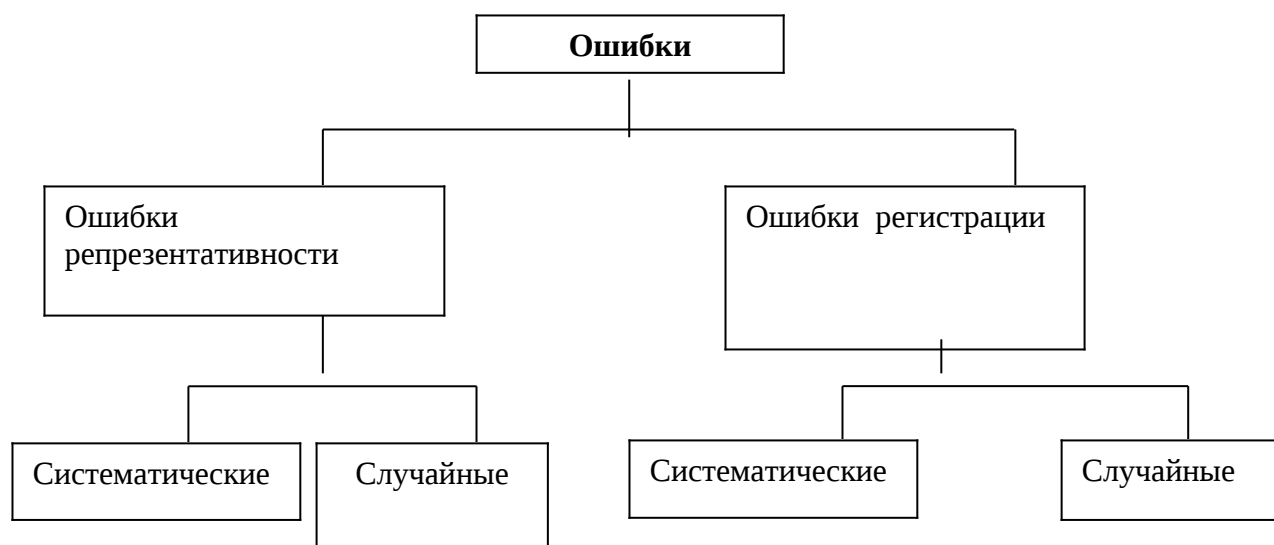 Ошибки
Ошибки
репрезентативности
Ошибки регистрации
Систематические
Случайные
Систематические
Случайные